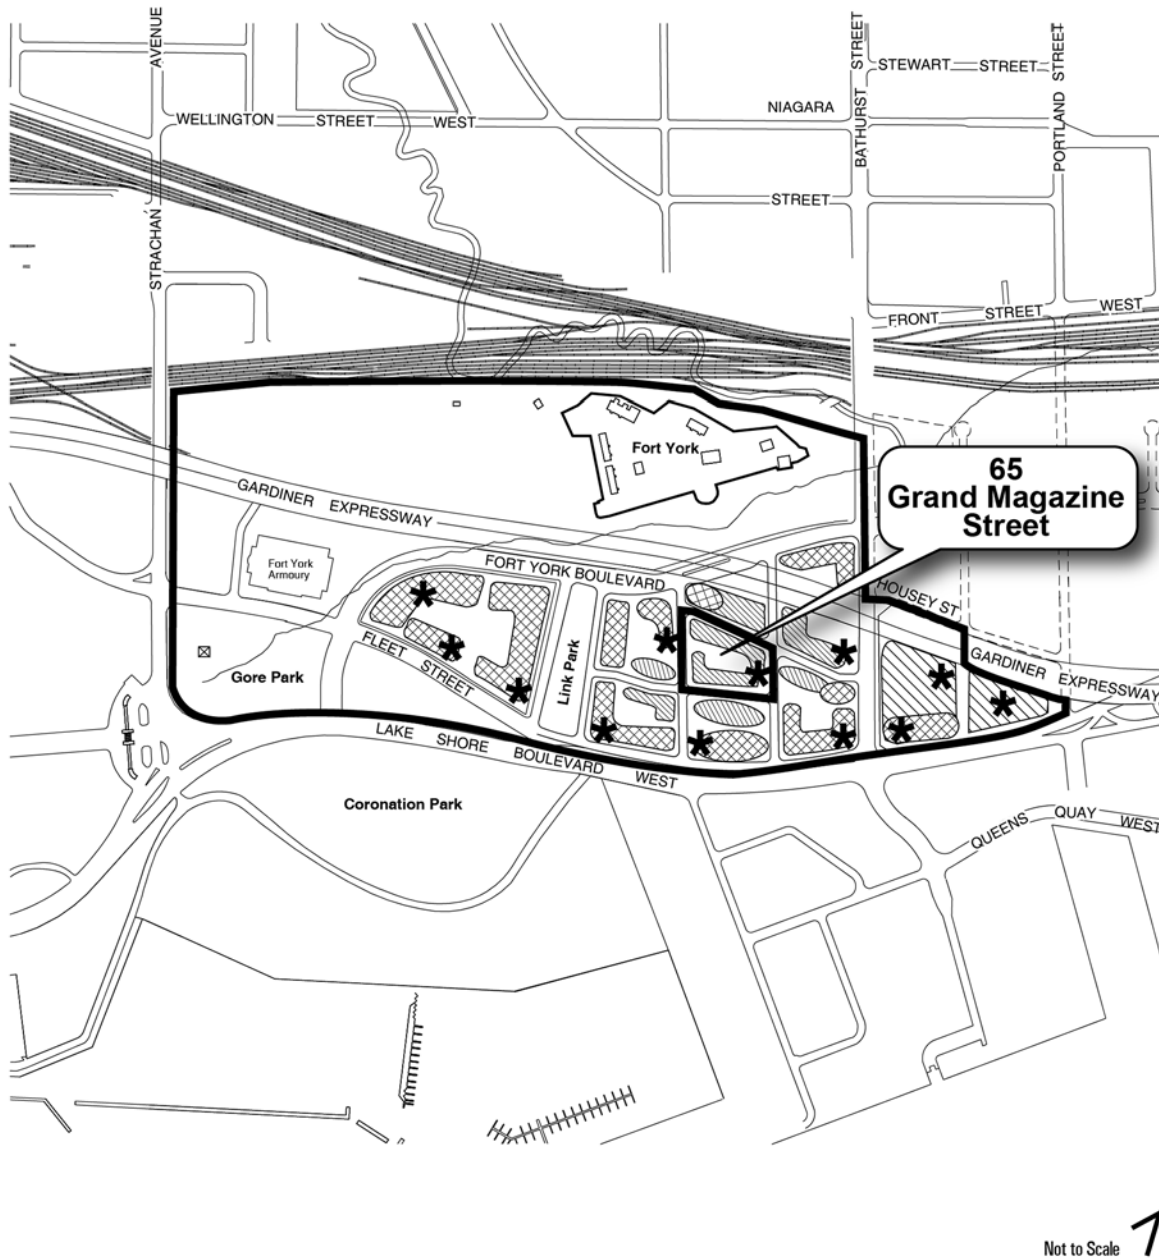 AVENUE
STREET
STREET
STEWART STREET
NIAGARA
WELLINGTON STREET WEST
BATHURST
PORTLAND
STREET
STRACHAN
FRONT STREET WEST
Fort York
65
Grand Magazine
Street
GARDINER EXPRESSWAY
Fort York
Armoury
FORT YORK BOULEVARD
HOUSEY ST
FLEET STREET
Link Park
GARDINER EXPRESSWAY
Gore Park
LAKE SHORE BOULEVARD WEST
Coronation Park
QUEENS QUAY WEST
Not to Scale